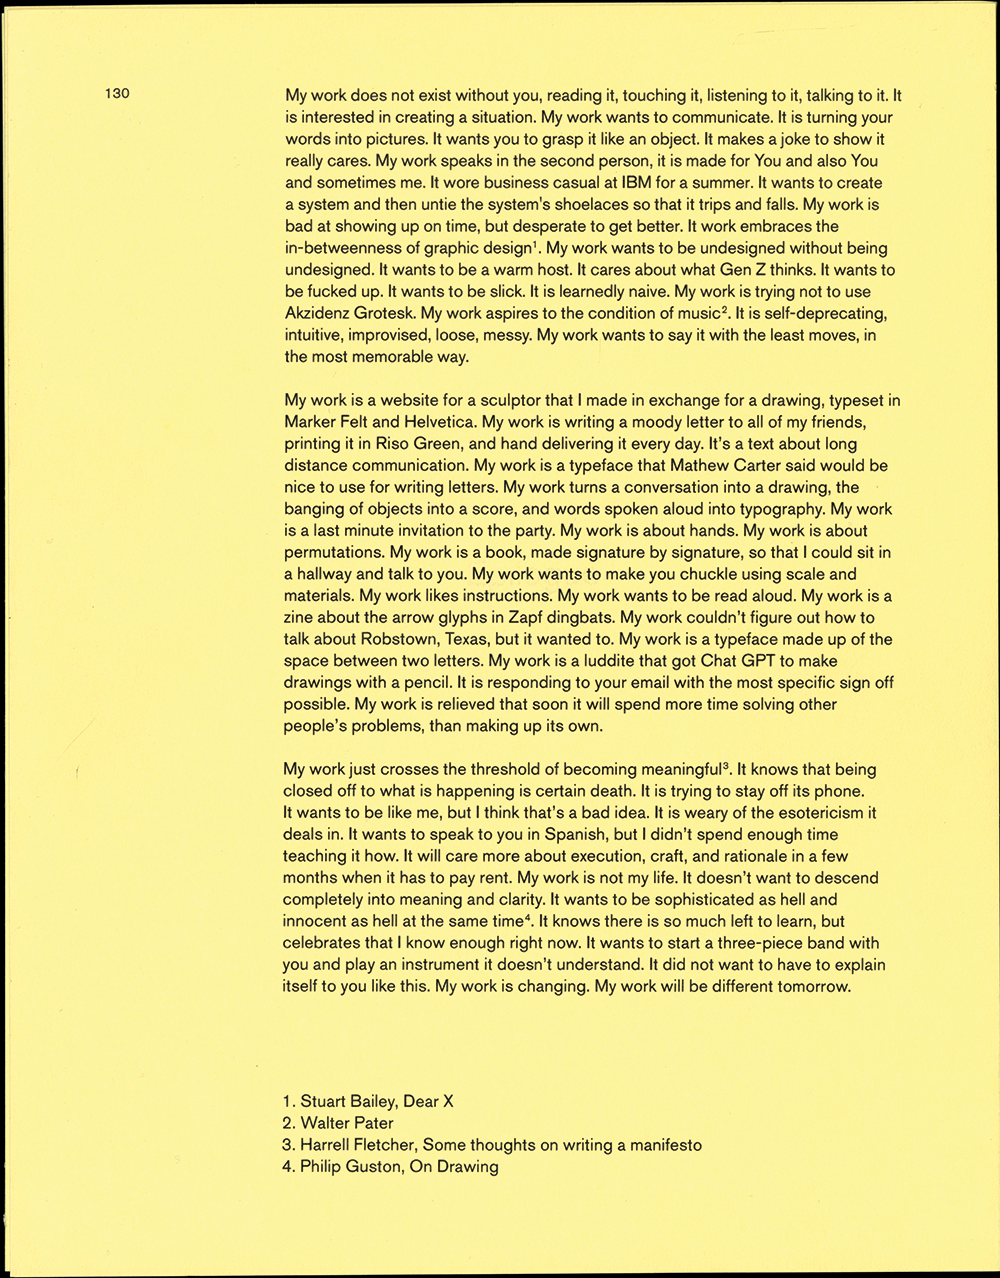 130
My work does not exist without you, reading it, touching it, listening to it, talking to it. It
is interested in creating a situation. My work wants to communicate. It is turning your
words into pictures. It wants you to grasp it like an object. It makes a joke to show it
really cares. My work speaks in the second person, it is made for You and also You
and sometimes me. It wore business casual at IBM for a summer. It wants to create
a system and then untie the system's shoelaces so that it trips and falls. My work is
bad at showing up on time, but desperate to get better. It work embraces the
in-betweenness of graphic design¹. My work wants to be undesigned without being
undesigned. It wants to be a warm host. It cares about what Gen Z thinks. It wants to
be fucked up. It wants to be slick. It is learnedly naive. My work is trying not to use
Akzidenz Grotesk. My work aspires to the condition of music². It is self-deprecating,
intuitive, improvised, loose, messy. My work wants to say it with the least moves, in
the most memorable way.
My work is a website for a sculptor that I made in exchange for a drawing, typeset in
Marker Felt and Helvetica. My work is writing a moody letter to all of my friends,
printing it in Riso Green, and hand delivering it every day. It’s a text about long
distance communication. My work is a typeface that Mathew Carter said would be
nice to use for writing letters. My work turns a conversation into a drawing, the
banging of objects into a score, and words spoken aloud into typography. My work
is a last minute invitation to the party. My work is about hands. My work is about
permutations. My work is a book, made signature by signature, so that I could sit in
a hallway and talk to you. My work wants to make you chuckle using scale and
materials. My work likes instructions. My work wants to be read aloud. My work is a
zine about the arrow glyphs in Zapf dingbats. My work couldn’t figure out how to
talk about Robstown, Texas, but it wanted to. My work is a typeface made up of the
space between two letters. My work is a luddite that got Chat GPT to make
drawings with a pencil. It is responding to your email with the most specific sign off
possible. My work is relieved that soon it will spend more time solving other
people’s problems, than making up its own.
My work just crosses the threshold of becoming meaningful³. It knows that being
closed off to what is happening is certain death. It is trying to stay off its phone.
It wants to be like me, but I think that’s a bad idea. It is weary of the esotericism it
deals in. It wants to speak to you in Spanish, but I didn’t spend enough time
teaching it how. It will care more about execution, craft, and rationale in a few
months when it has to pay rent. My work is not my life. It doesn’t want to descend
completely into meaning and clarity. It wants to be sophisticated as hell and
innocent as hell at the same time⁴. It knows there is so much left to learn, but
celebrates that I know enough right now. It wants to start a three-piece band with
you and play an instrument it doesn’t understand. It did not want to have to explain
itself to you like this. My work is changing. My work will be different tomorrow.
1. Stuart Bailey, Dear X
2. Walter Pater
3. Harrell Fletcher, Some thoughts on writing a manifesto
4. Philip Guston, On Drawing